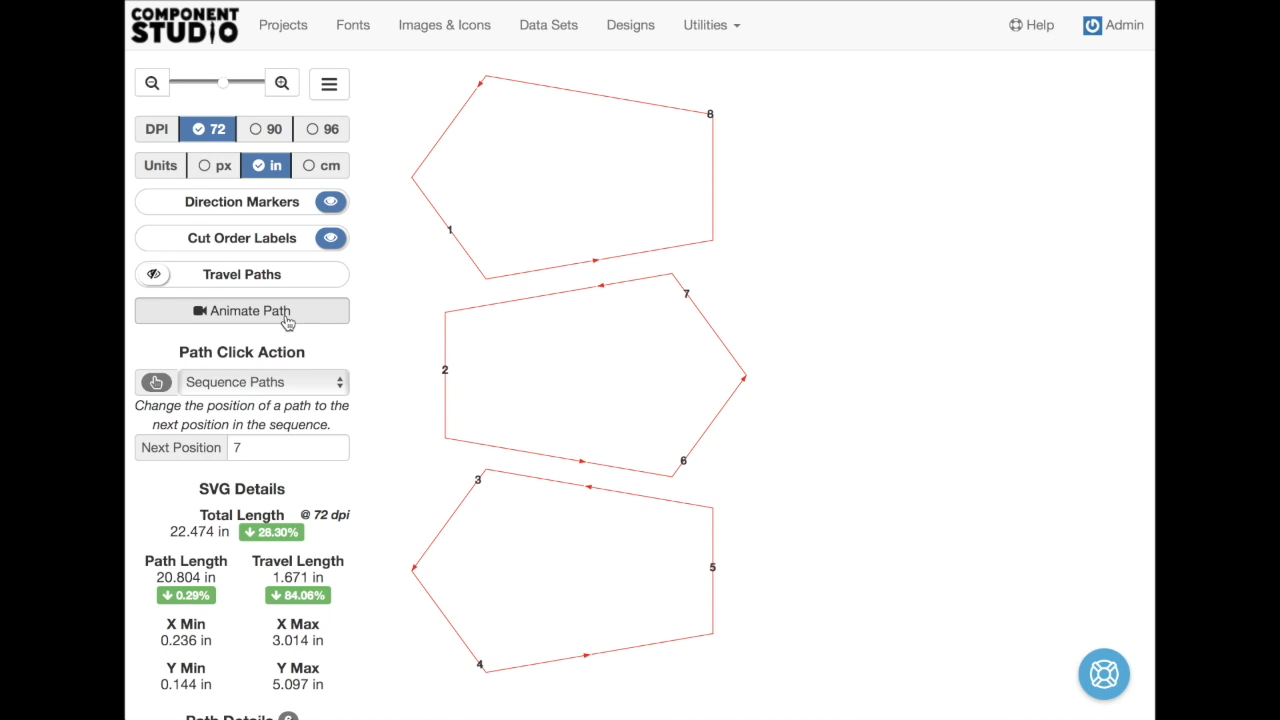 COMPONENT
STUDIO
Projects Fonts Images & Icons Data Sets Designs Utilities Help Admin
DPI 72 90 96
Units px in cm
Direction Markers
Cut Order Labels
Travel Paths
Animate Path
Path Click Action
Sequence Paths
Change the position of a path to the
next position in the sequence.
Next Position 7
SVG Details
Total Length @ 72 dpi
22.474 in 28.30%
Path Length Travel Length
20.804 in 1.671 in
0.29% 84.06%
X Min X Max
0.236 in 3.014 in
Y Min Y Max
0.144 in 5.097 in
Path Details 6
8
1
7
2
6
3
5
4